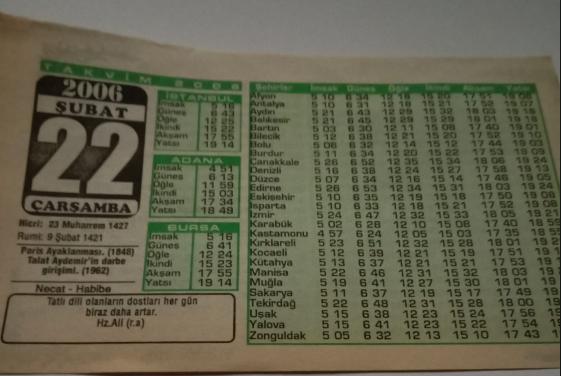 TAKVİM 2006
2006
ŞUBAT
22
ÇARŞAMBA
Hicri: 23 Muharrem 1427
Rumi: 9 Şubat 1421
Paris Ayaklanması. (1848)
Talat Aydemir'in darbe
girişimi. (1962)
Necat - Habibe
Tatlı dili olanların dostları her gün
biraz daha artar.
Hz.Ali (r.a)
İSTANBUL
İmsak 5 16
Güneş 6 43
Öğle 12 25
İkindi 15 22
Akşam 17 55
Yatsı 19 14
ADANA
İmsak 4 51
Güneş 6 13
Öğle 11 59
İkindi 15 03
Akşam 17 34
Yatsı 18 49
BURSA
İmsak 5 16
Güneş 6 41
Öğle 12 24
İkindi 15 23
Akşam 17 55
Yatsı 19 14
Şehirler İmsak Güneş Öğle İkindi Akşam Yatsı
Afyon 5 10 6 34 12 18 15 20 17 51 19 08
Antalya 5 10 6 31 12 18 15 21 17 52 19 07
Aydın 5 21 6 43 12 29 15 32 18 03 19
Balıkesir 5 21 6 45 12 29 15 29 18 01 19 18
Bartın 5 03 6 30 12 11 15 08 17 40 19 01
Bilecik 5 12 6 38 12 21 15 20 17 52 19 10
Bolu 5 06 6 32 12 14 15 12 17 44 19 03
Burdur 5 11 6 34 12 20 15 22 17 53 19 09
Çanakkale 5 26 6 52 12 35 15 34 18 06 19 24
Denizli 5 16 6 38 12 24 15 27 17 58 19
Düzce 5 07 6 34 12 16 15 14 17 46 19 05
Edirne 5 26 6 53 12 34 15 31 18 03 19 24
Eskişehir 5 10 6 35 12 19 15 18 17 50 19 08
Isparta 5 10 6 33 12 18 15 21 17 52 19 08
İzmir 5 24 6 47 12 32 15 33 18 05 19 21
Karabük 5 02 6 28 12 10 15 08 17 40 18 59
Kastamonu 4 57 6 24 12 05 15 03 17 35 18 55
Kırklareli 5 23 6 51 12 32 15 28 18 01 19 2
Kocaeli 5 12 6 39 12 21 15 19 17 51 19 1
Kütahya 5 13 6 37 12 21 15 21 17 53 19 1
Manisa 5 22 6 46 12 31 15 32 18 03 19
Muğla 5 19 6 41 12 27 15 30 18 01 19
Sakarya 5 11 6 37 12 19 15 17 17 49 19
Tekirdağ 5 22 6 48 12 31 15 28 18 00 19
Uşak 5 15 6 38 12 23 15 24 17 56 19
Yalova 5 15 6 41 12 23 15 22 17 54 1
Zonguldak 5 05 6 32 12 13 15 10 17 43 1